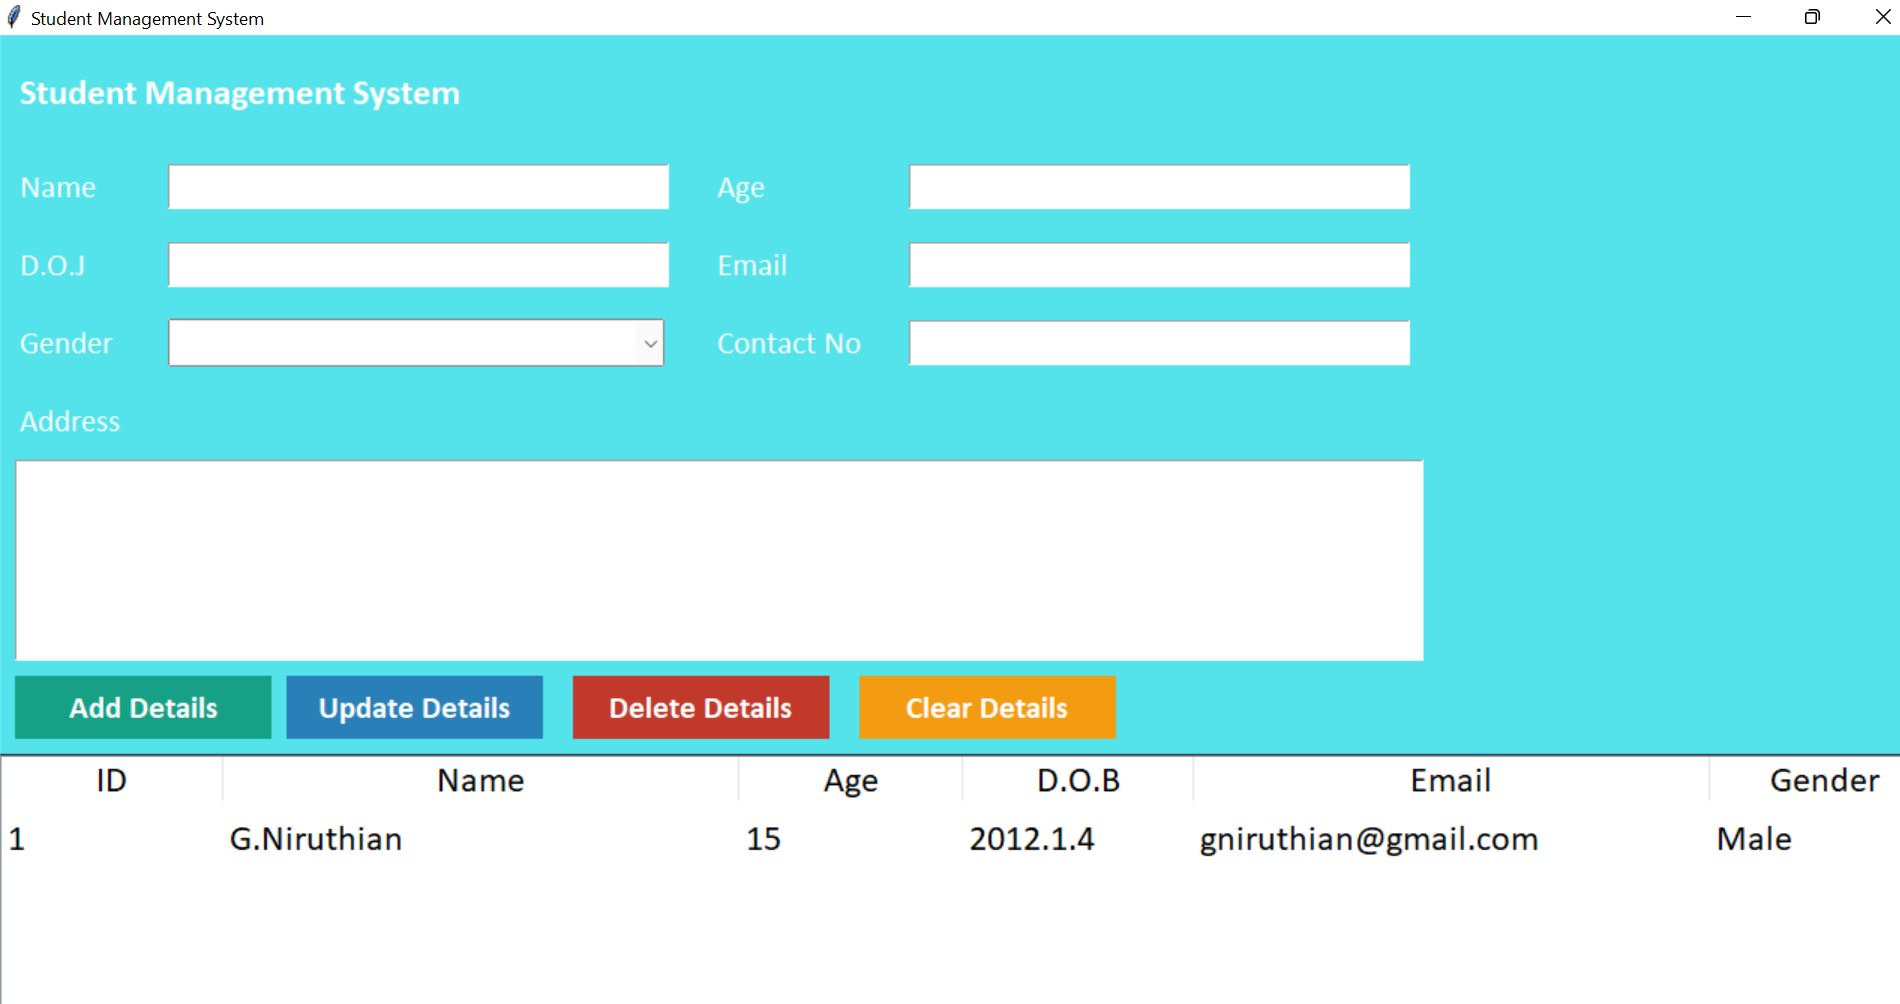 Student Management System
Student Management System
Name Age
D.O.J Email
Gender Contact No
Address
Add Details Update Details Delete Details Clear Details
ID Name Age D.O.B Email Gender
1 G.Niruthian 15 2012.1.4 gniruthian@gmail.com Male